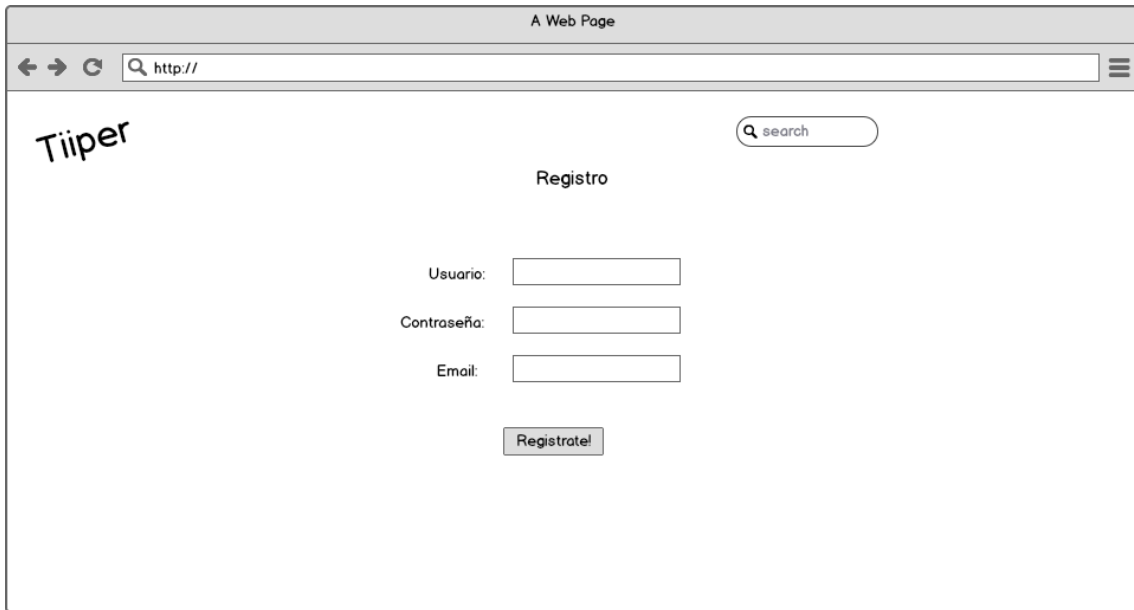 A Web Page
http://
Tiiper
search
Registro
Usuario:
Contraseña:
Email:
Registrate!